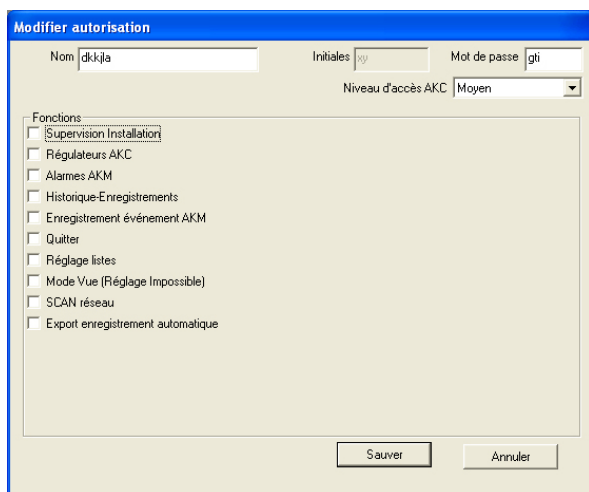 Modifier autorisation
Nom dkkjla Initiales xy Mot de passe gti
Niveau d'accès AKC Moyen
Fonctions
Supervision Installation
Régulateurs AKC
Alarmes AKM
Historique-Enregistrements
Enregistrement événement AKM
Quitter
Réglage listes
Mode Vue (Réglage Impossible)
SCAN réseau
Export enregistrement automatique
Sauver Annuler